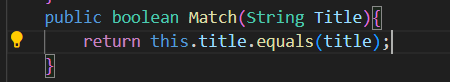 public boolean Match(String Title){
return this.title.equals(title);
}